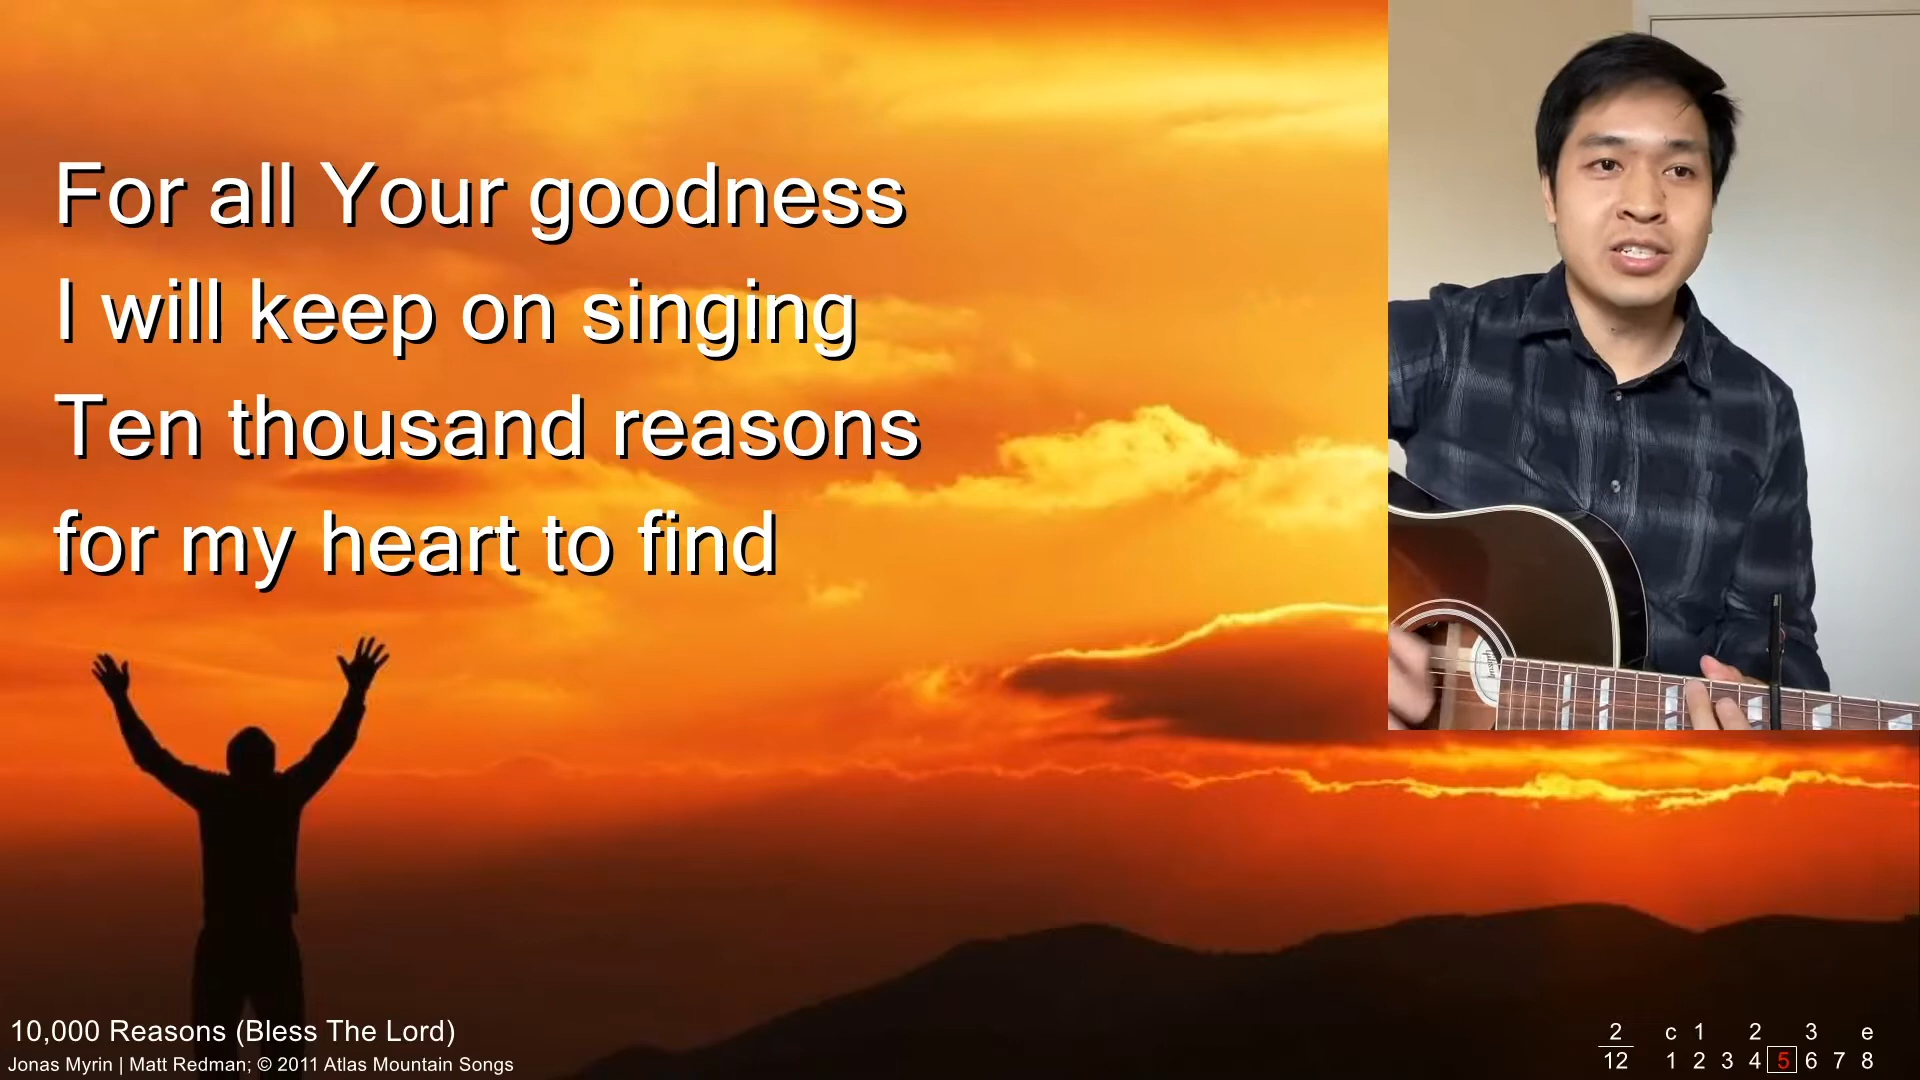 For all Your goodness
I will keep on singing
Ten thousand reasons
for my heart to find
10,000 Reasons (Bless The Lord)
Jonas Myrin | Matt Redman; © 2011 Atlas Mountain Songs
2 c 1 2 3 e
12 1 2 3 4 5 6 7 8